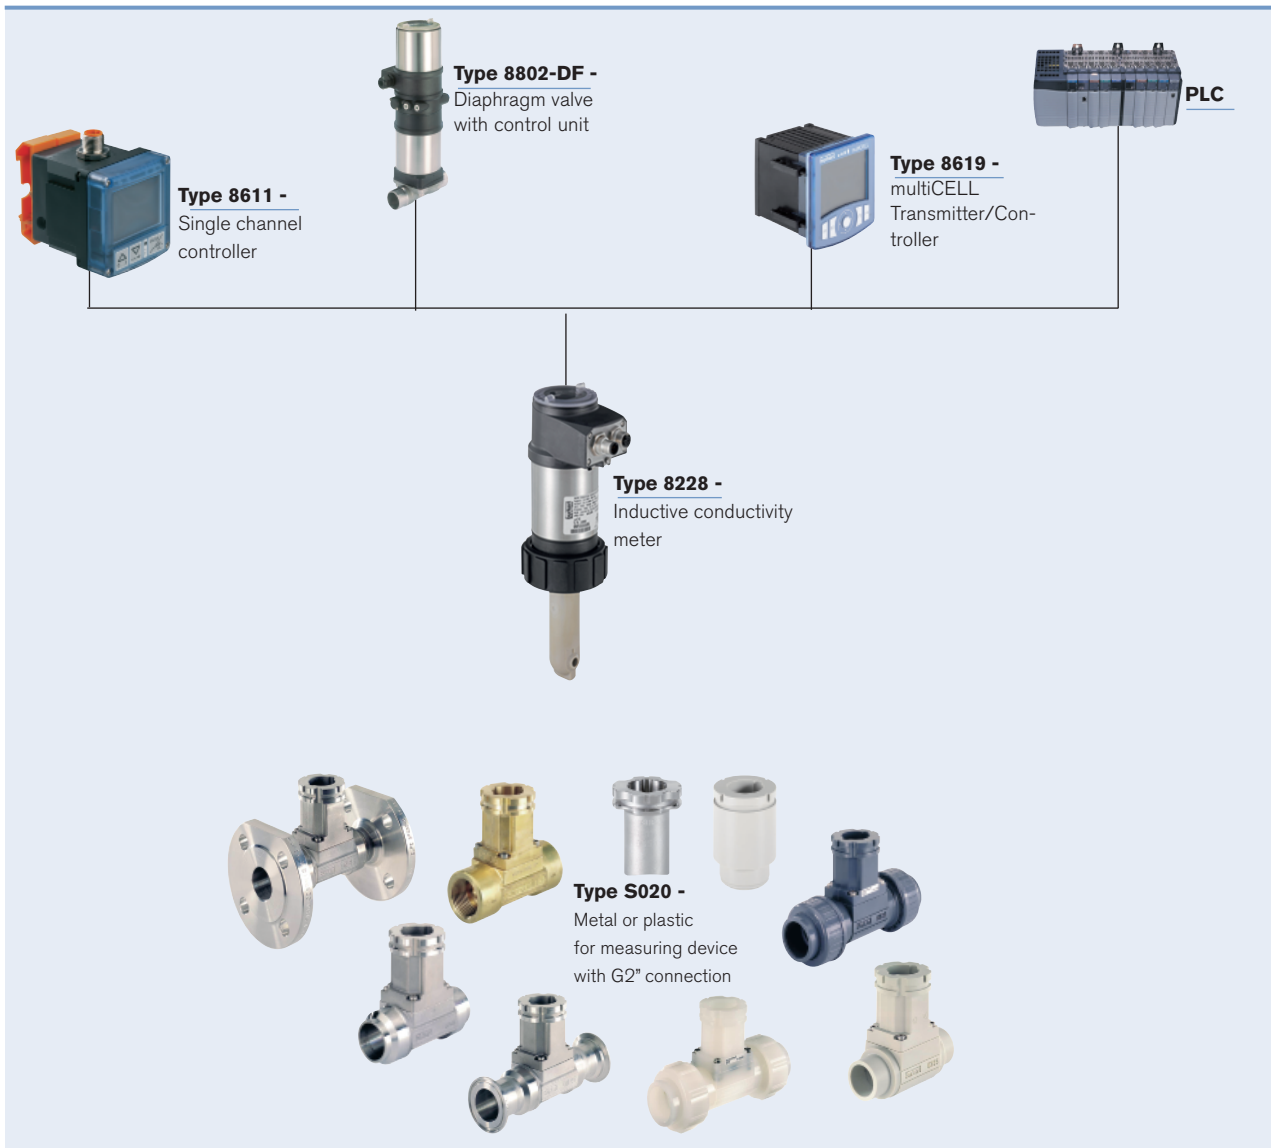 Type 8802-DF -
Diaphragm valve
with control unit
PLC
Type 8611 -
Single channel
controller
Type 8619 -
multiCELL
Transmitter/Con-
troller
Type 8228 -
Inductive conductivity
meter
Type S020 -
Metal or plastic
for measuring device
with G2” connection